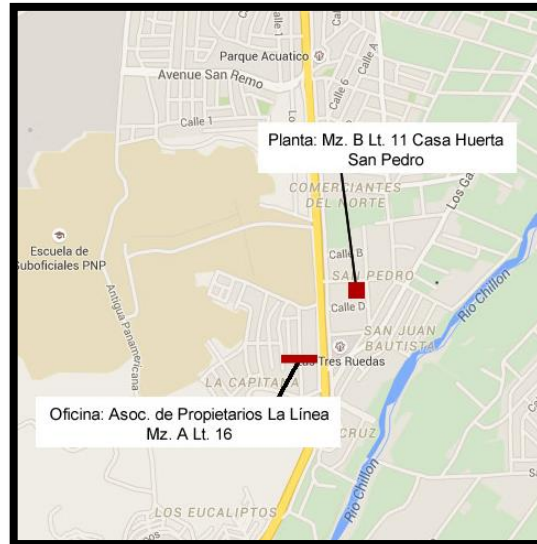 Parque Acuatico
Avenue San Remo
Calle 6
Calle A
Calle 1
Planta: Mz. B Lt. 11 Casa Huerta
San Pedro
COMERCIANTES
DEL NORTE
Los Ga
Escuela de
Suboficiales PNP
Antigua Panamericana
Calle B
SAN PEDRO
Calle D
Rio Chillon
SAN JUAN
BAUTISTA
Las Tres Ruedas
LA CAPITANA
Oficina: Asoc. de Propietarios La Línea
Mz. A Lt. 16
CRUZ
LOS EUCALIPTOS
Rio Chillon